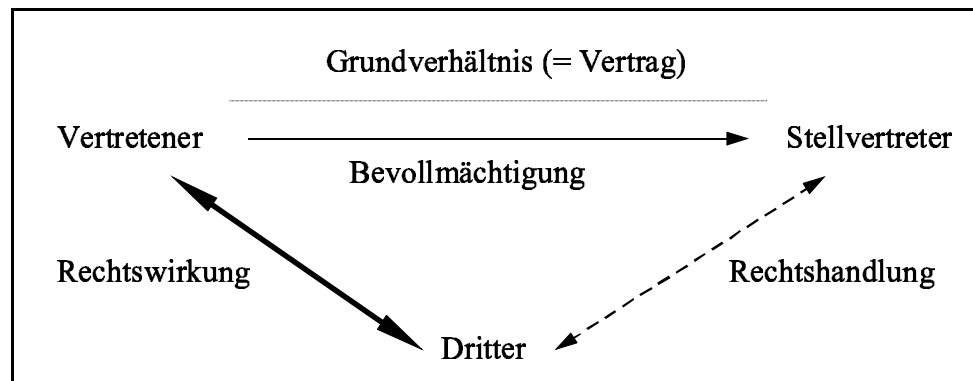 Grundverhältnis (= Vertrag)
Vertretener
Stellvertreter
Bevollmächtigung
Rechtswirkung
Rechtshandlung
Dritter